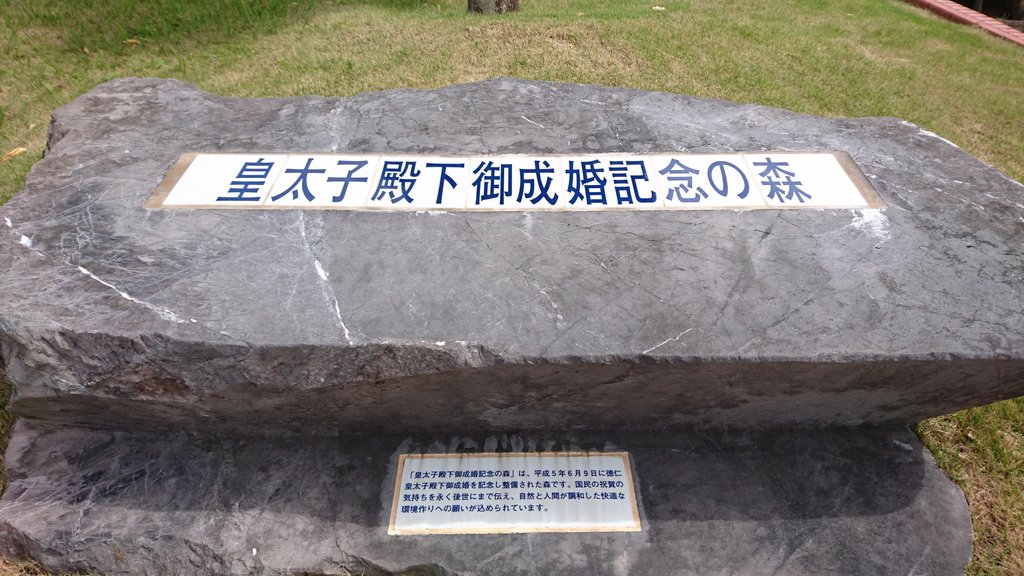 皇太子殿下御成婚記念の森
「皇太子殿下御成婚記念の森」は、平成5年6月9日に徳仁
皇太子殿下御成婚を記念し整備された森です。国民の祝賀の
気持ちを永く後世にまで伝え、自然と人間が調和した快適な
環境作りへの願いが込められています。